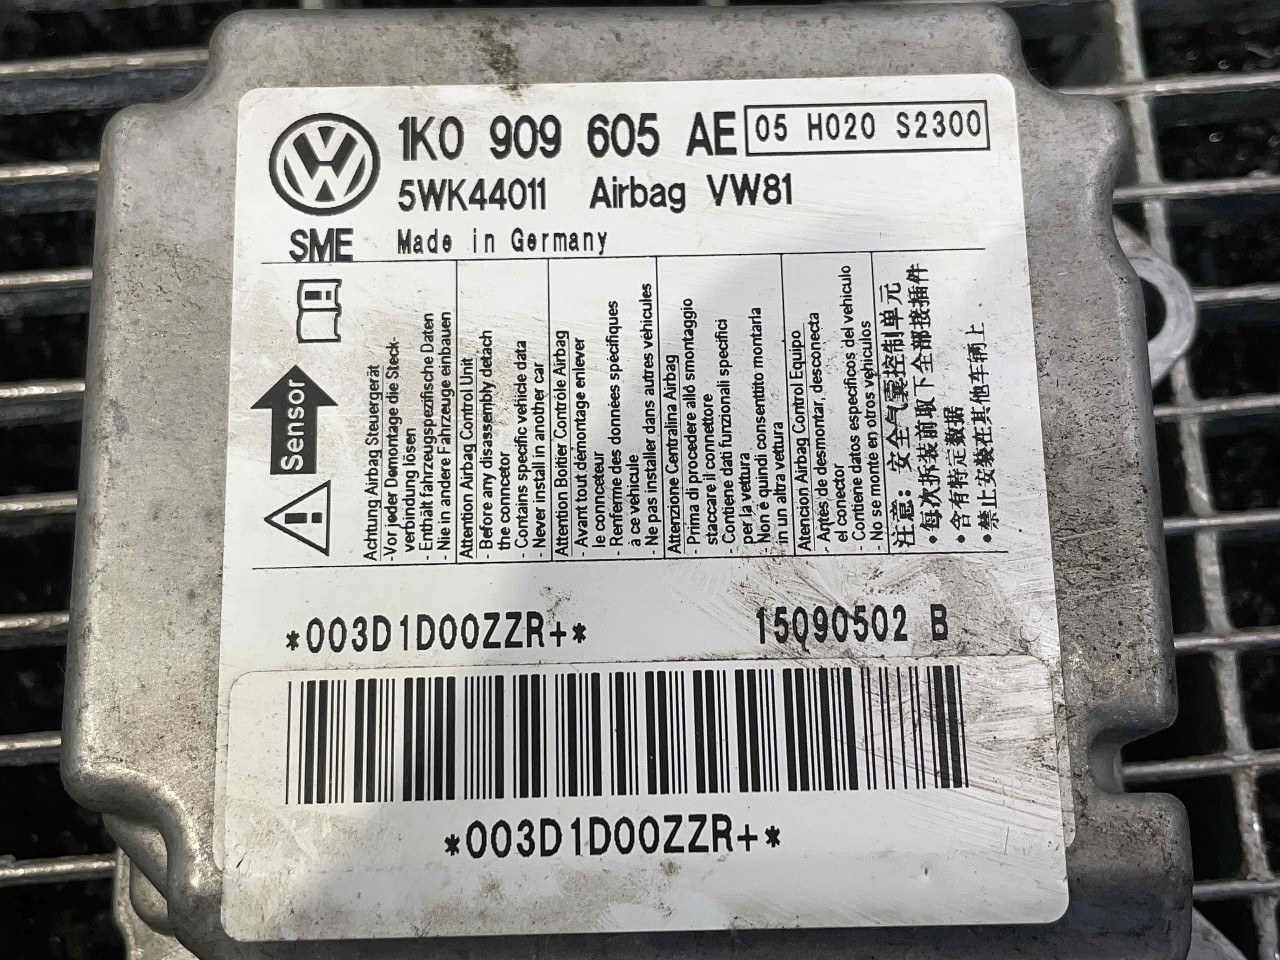 1K0 909 605 AE 05 H020 S2300
5WK44011 Airbag VW81
SME Made in Germany
Sensor
Achtung Airbag Steuergerät
-Vor jeder Demontage die Steck-
verbindung lösen
- Enthält fahrzeugspezifische Daten
- Nie in andere Fahrzeuge einbauen
Attention Airbag Control Unit
- Before any disassembly detach
the conncetor
- Contains specific vehicle data
- Never install in another car
Attention Boitier Contrôle Airbag
- Avant tout démontage enlever
le conneceteur
- Renferme des données specifiques
à ce véhicule
- Ne pas installer dans autres véhicules
Attenzione Centralina Airbag
- Prima di procedere alló smontaggio
staccare il connettore
- Contiene dati funzionali specifici
per la vettura
- Non è quindi consentitito montarla
in un altra vettura
Atencion Airbag Control Equipo
- Antes de desmontar, desconecta
el conector
- Contiene datos especificos del vehiculo
- No se monte en otros vehiculos
注意: 安全气囊控制单元
•每次拆装前取下全部接插件
•含有特定数据
•禁止安装在其他车辆上
*003D1D00ZZR+* 15090502 B
*003D1D00ZZR+*